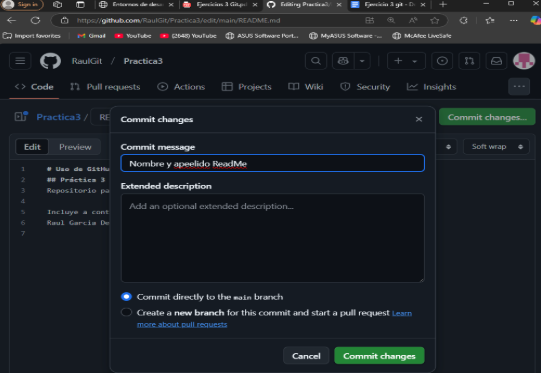 Sign in
Entornos de desa
Ejercicios 3 Git.pr
Editing Practica3/
Ejercicio 3 git - D
https://github.com/RaulGit/Practica3/edit/main/README.md
Import favorites
Gmail
YouTube
(2648) YouTube
ASUS Software Port...
MyASUS Software -...
McAfee LiveSafe
RaulGit / Practica3
Code
Pull requests
Actions
Projects
Wiki
Security
Insights
Practica3 /
RE
Commit changes...
Edit
Preview
Soft wrap
1 # Uso de GitHu
2 ## Práctica 3
3 Repositorio pa
4
5 Incluye a cont
6 Raul Garcia De
7
Commit changes
Commit message
Nombre y apeelido ReadMe
Extended description
Add an optional extended description...
Commit directly to the main branch
Create a new branch for this commit and start a pull request Learn
more about pull requests
Cancel
Commit changes